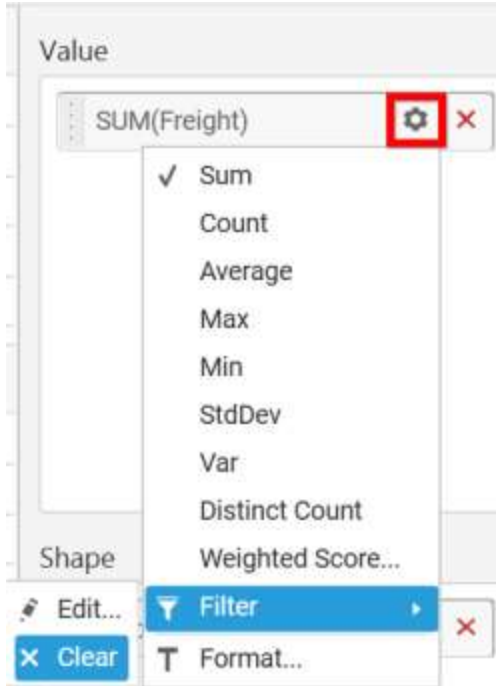 Value
SUM(Freight)
Sum
Count
Average
Max
Min
StdDev
Var
Distinct Count
Shape
Weighted Score...
Edit...
Filter
Clear
Format...